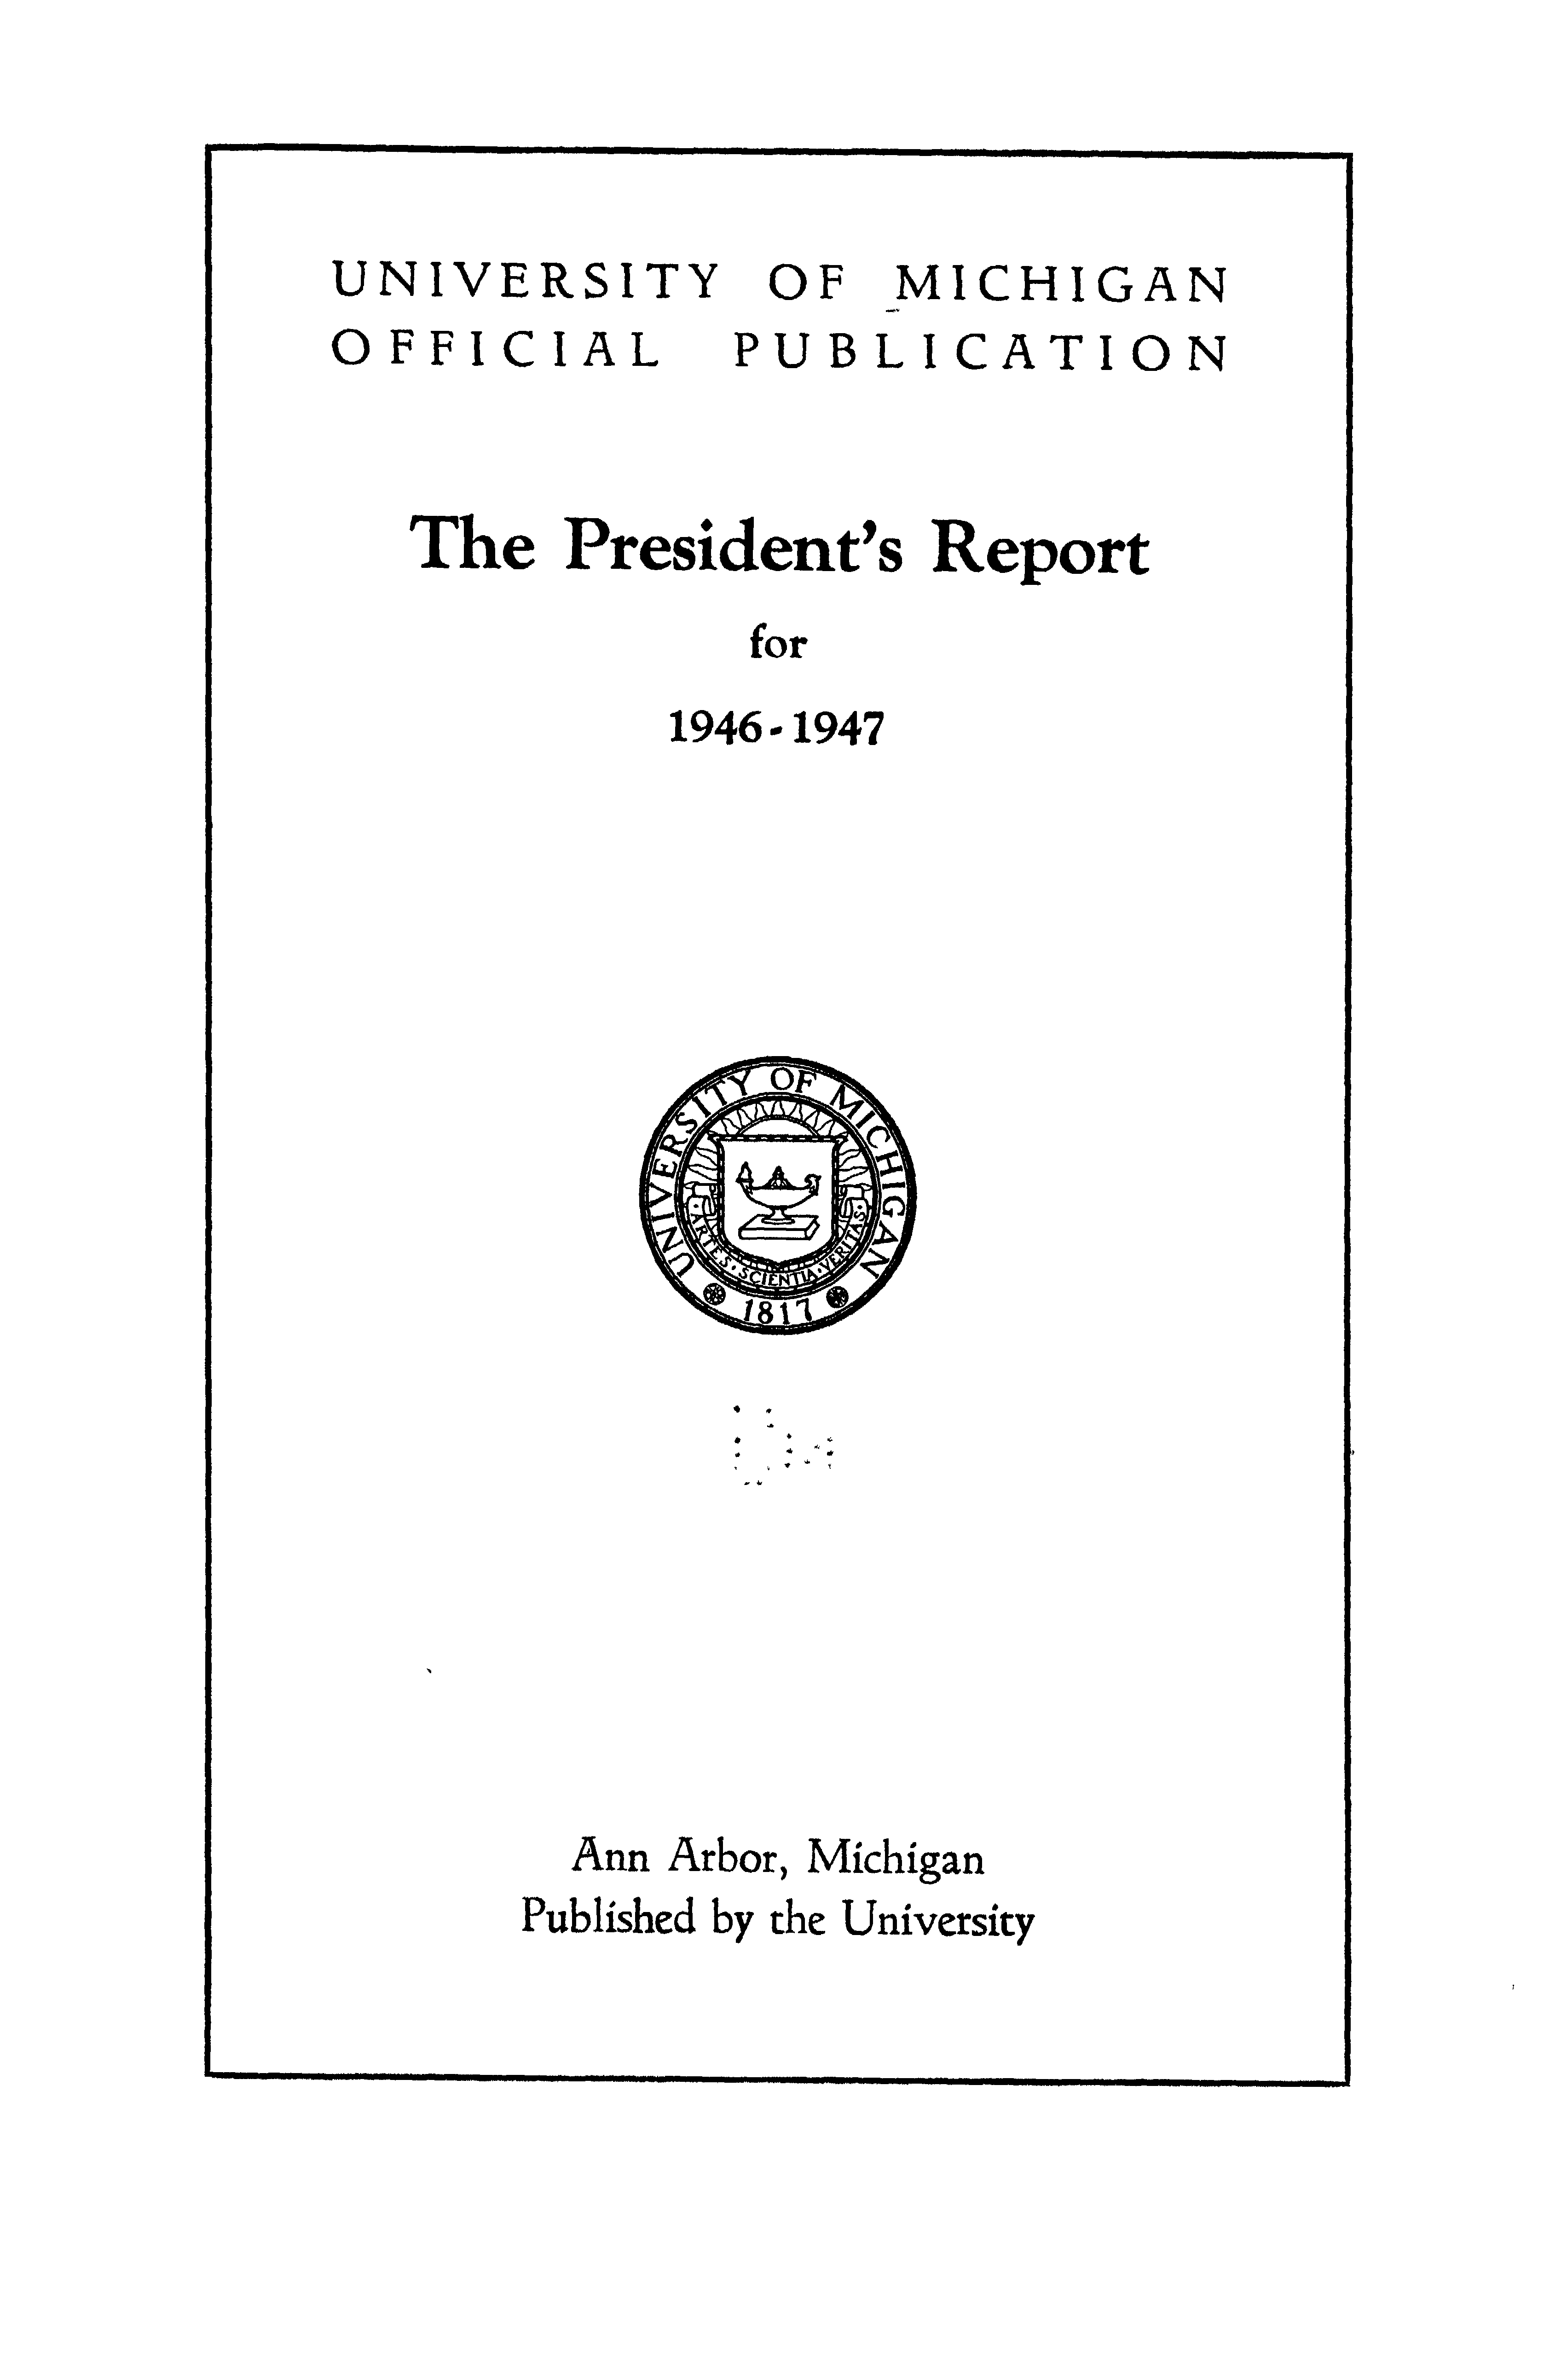 UNIVERSITY OF MICHIGAN
OFFICIAL PUBLICATION
The President's Report
for
1946-1947
UNIVERSITY OF MICHIGAN
ARTES · SCIENTIA · VERITAS
1817
Ann Arbor, Michigan
Published by the University